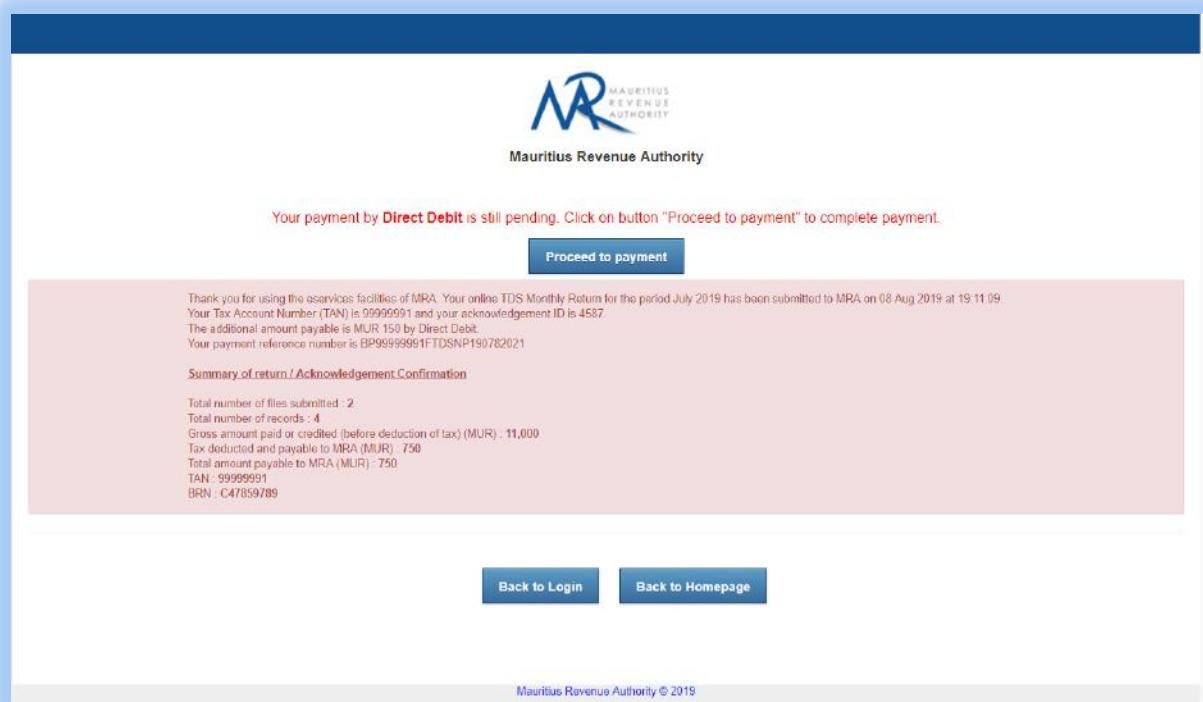 MAURITIUS
REVENUE
AUTHORITY
Mauritius Revenue Authority
Your payment by Direct Debit is still pending. Click on button "Proceed to payment" to complete payment.
Proceed to payment
Thank you for using the eservices facilities of MRA. Your online TDS Monthly Return for the period July 2019 has been submitted to MRA on 08 Aug 2019 at 19:11:09.
Your Tax Account Number (TAN) is 99999991 and your acknowledgement ID is 4587.
The additional amount payable is MUR 150 by Direct Debit.
Your payment reference number is BP99999991FTDSNP190782021
Summary of return / Acknowledgement Confirmation
Total number of files submitted : 2
Total number of records : 4
Gross amount paid or credited (before deduction of tax) (MUR) : 11,000
Tax deducted and payable to MRA (MUR) : 750
Total amount payable to MRA (MUR) : 750
TAN : 99999991
BRN : C47859789
Back to Login
Back to Homepage
Mauritius Revenue Authority © 2019